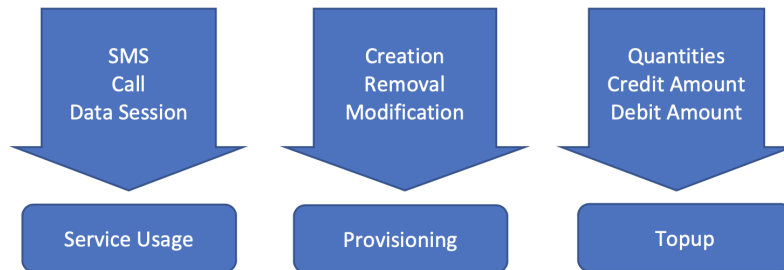 SMS
Call
Data Session
Service Usage
Creation
Removal
Modification
Provisioning
Quantities
Credit Amount
Debit Amount
Topup